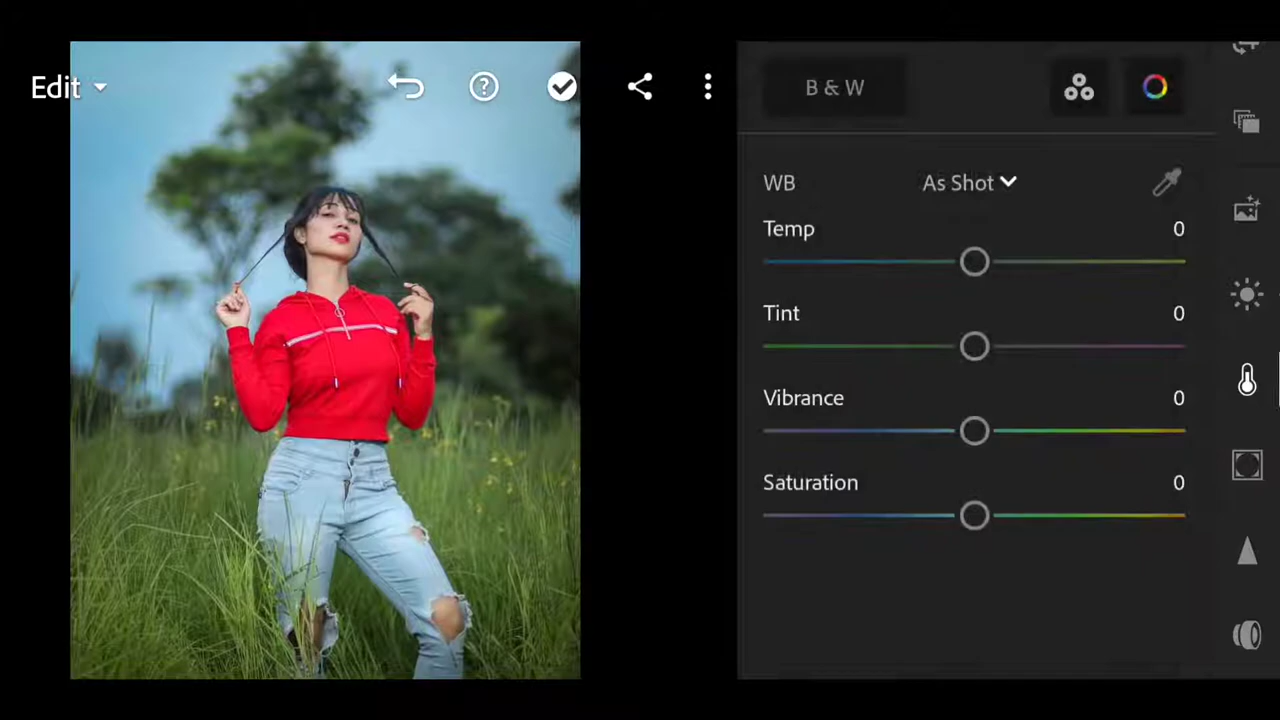 Edit
B & W
WB As Shot
Temp 0
Tint 0
Vibrance 0
Saturation 0